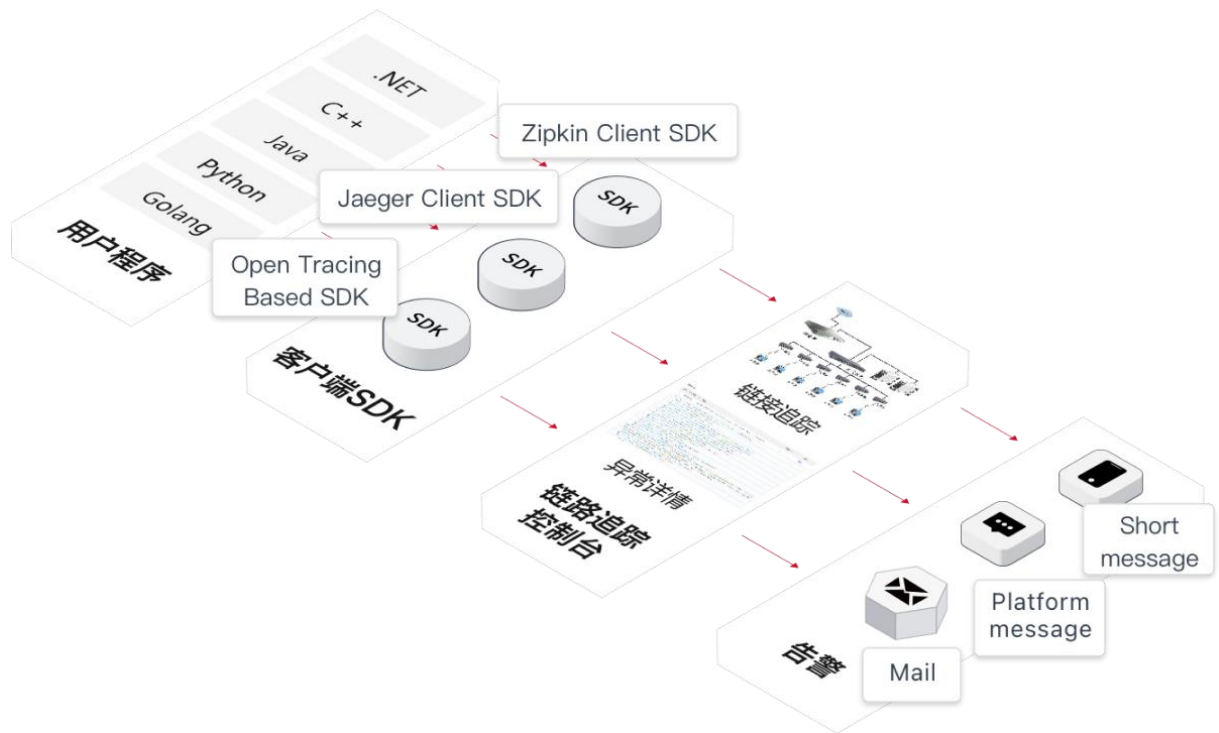 .NET
C++
Java
Python
Golang
用户程序
Zipkin Client SDK
Jaeger Client SDK
Open Tracing
Based SDK
SDK
SDK
SDK
客户端SDK
链接追踪
异常详情
链路追踪
控制台
Short
message
Platform
message
Mail
告警